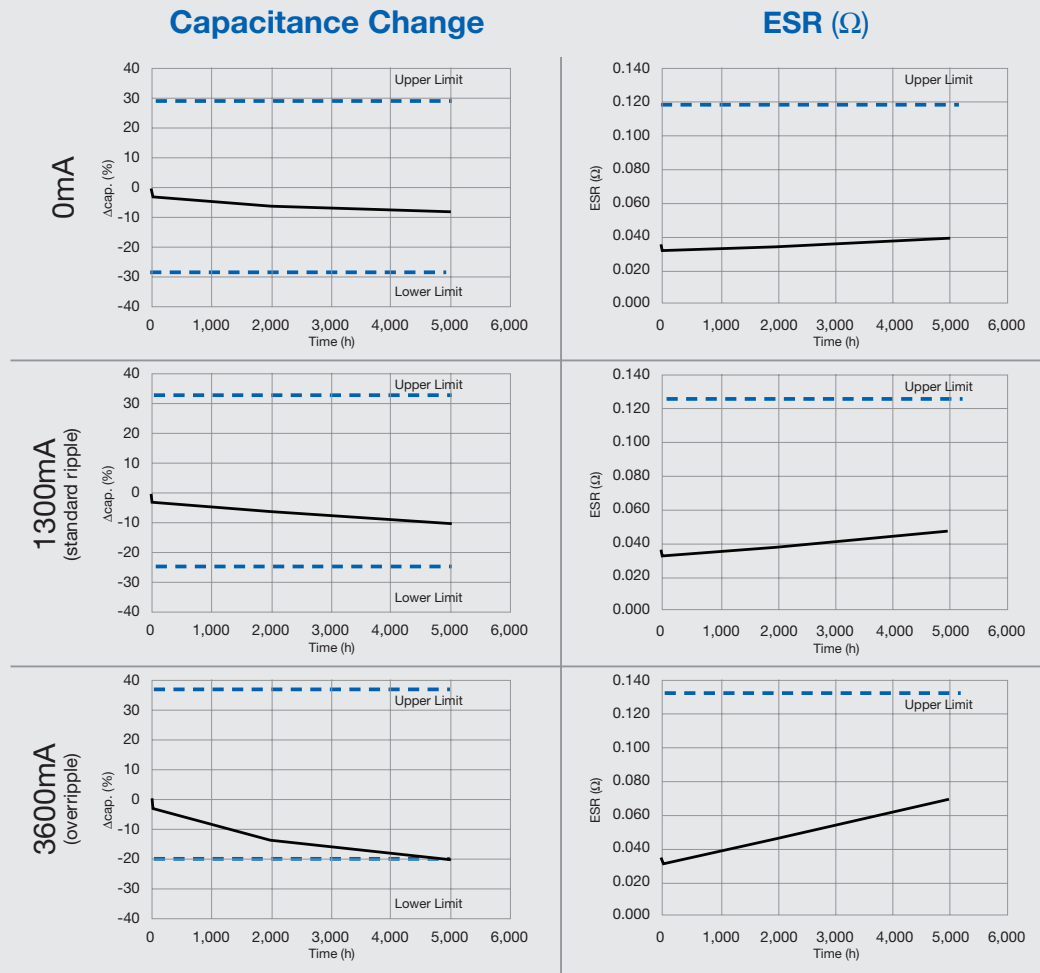 Capacitance Change
ESR (Ω)
0mA
Δcap. (%)
40
30
20
10
0
-10
-20
-30
-40
Upper Limit
Lower Limit
0 1,000 2,000 3,000 4,000 5,000 6,000
Time (h)
ESR (Ω)
0.140
0.120
0.100
0.080
0.060
0.040
0.020
0.000
Upper Limit
0 1,000 2,000 3,000 4,000 5,000 6,000
Time (h)
1300mA
(standard ripple)
Δcap. (%)
40
30
20
10
0
-10
-20
-30
-40
Upper Limit
Lower Limit
0 1,000 2,000 3,000 4,000 5,000 6,000
Time (h)
ESR (Ω)
0.140
0.120
0.100
0.080
0.060
0.040
0.020
0.000
Upper Limit
0 1,000 2,000 3,000 4,000 5,000 6,000
Time (h)
3600mA
(overripple)
Δcap. (%)
40
30
20
10
0
-10
-20
-30
-40
Upper Limit
Lower Limit
0 1,000 2,000 3,000 4,000 5,000 6,000
Time (h)
ESR (Ω)
0.140
0.120
0.100
0.080
0.060
0.040
0.020
0.000
Upper Limit
0 1,000 2,000 3,000 4,000 5,000 6,000
Time (h)